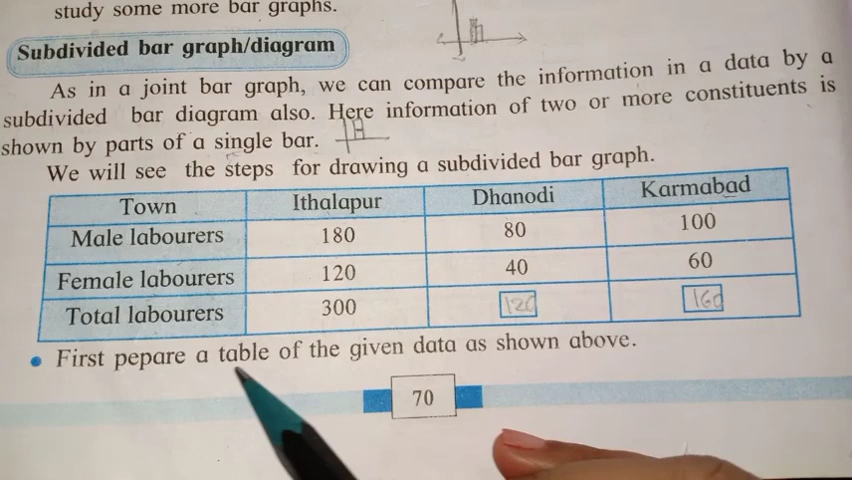 study some more bar graphs.
Subdivided bar graph/diagram
As in a joint bar graph, we can compare the information in a data by a
subdivided bar diagram also. Here information of two or more constituents is
shown by parts of a single bar.
We will see the steps for drawing a subdivided bar graph.
Town Ithalapur Dhanodi Karmabad
Male labourers 180 80 100
Female labourers 120 40 60
Total labourers 300 120 160
• First pepare a table of the given data as shown above.
70